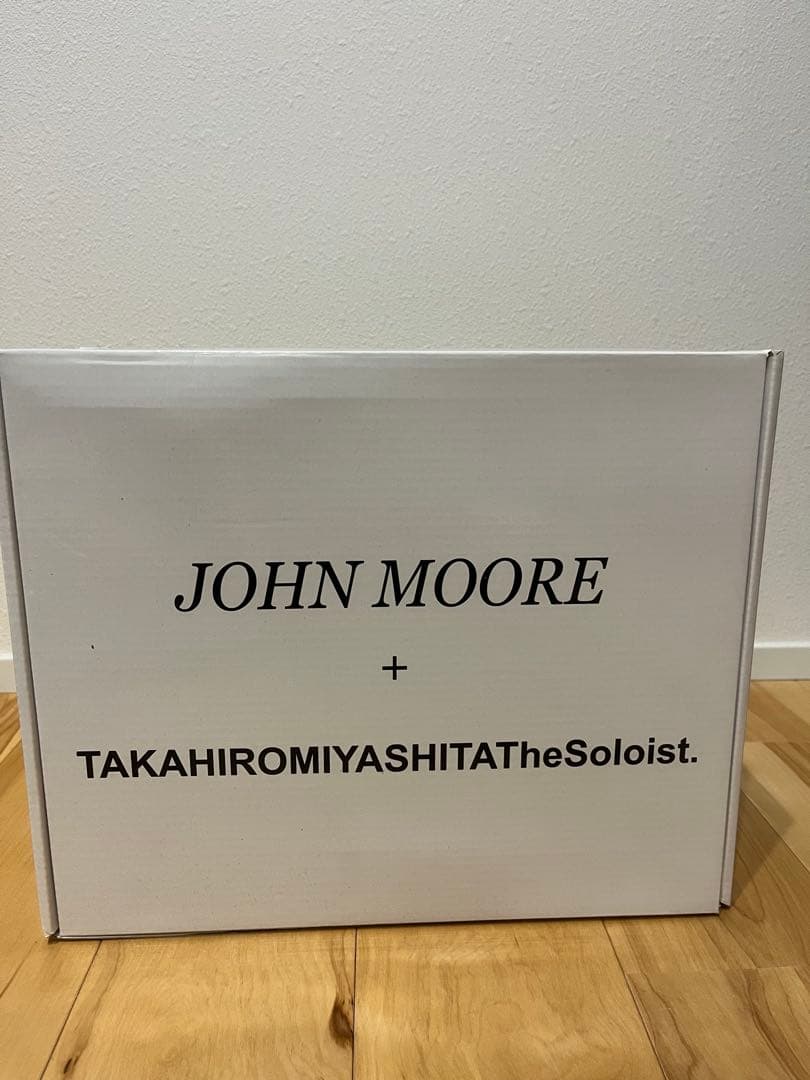 JOHN MOORE
+
TAKAHIROMIYASHITATheSoloist.